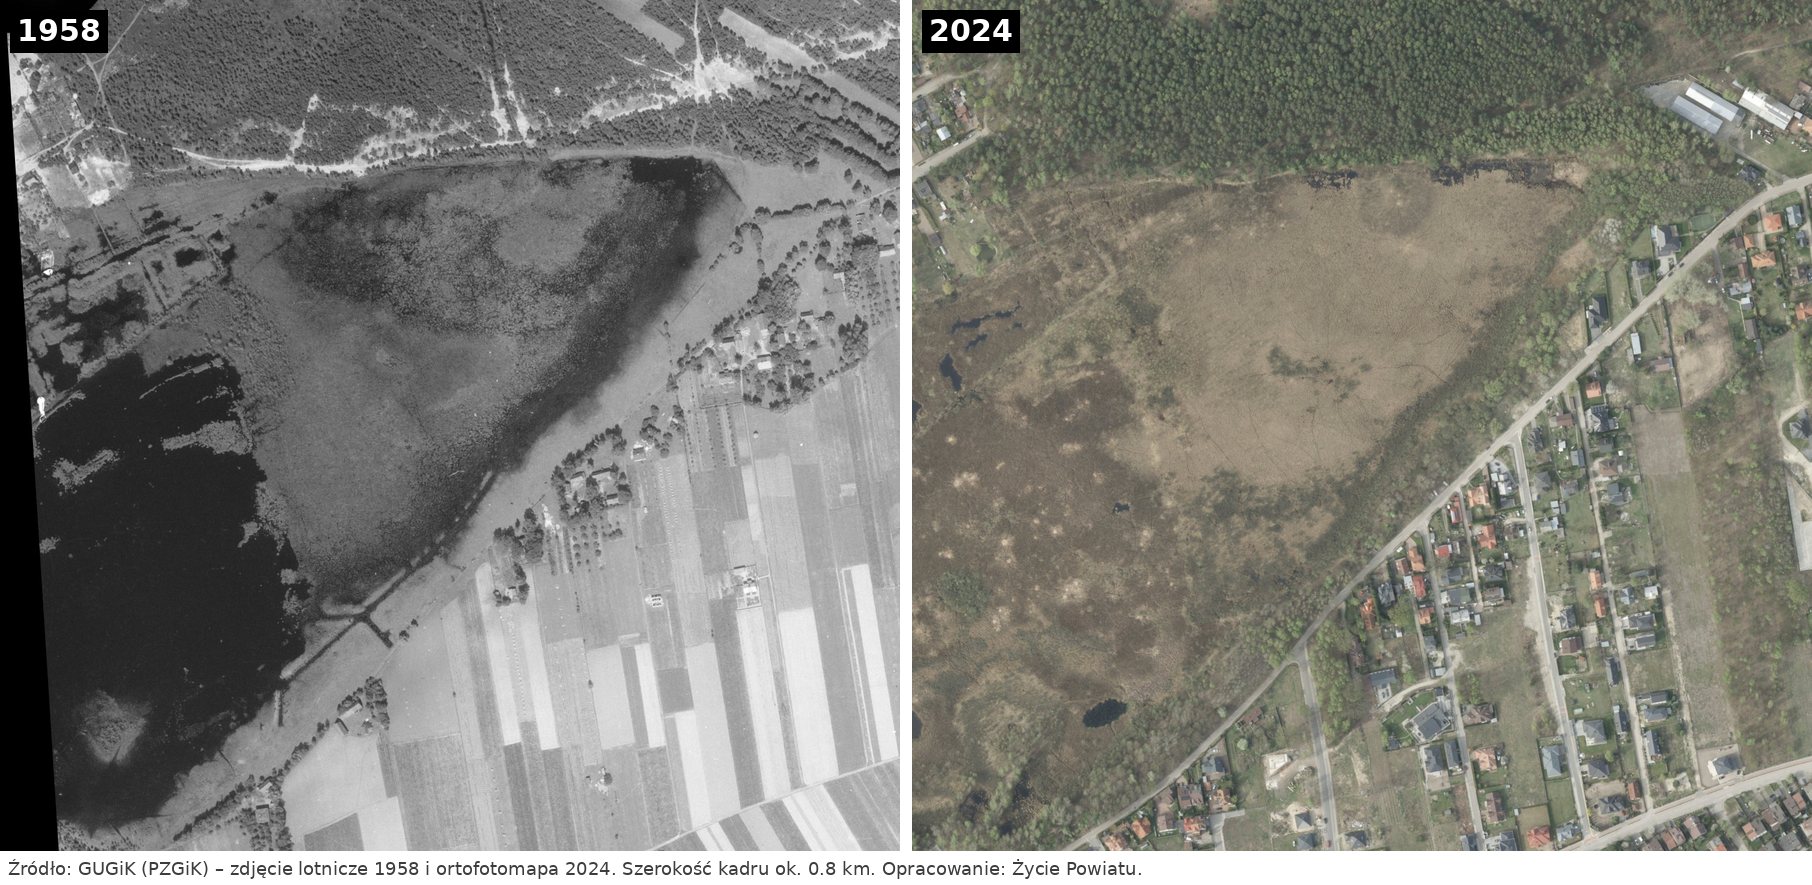 1958
2024
Źródło: GUGiK (PZGiK) – zdjęcie lotnicze 1958 i ortofotomapa 2024. Szerokość kadru ok. 0.8 km. Opracowanie: Życie Powiatu.